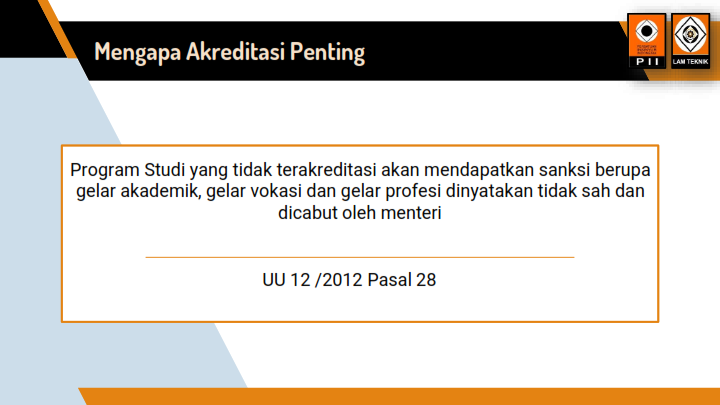 Mengapa Akreditasi Penting
PII
LAM TEKNIK
Program Studi yang tidak terakreditasi akan mendapatkan sanksi berupa
gelar akademik, gelar vokasi dan gelar profesi dinyatakan tidak sah dan
dicabut oleh menteri
UU 12 /2012 Pasal 28